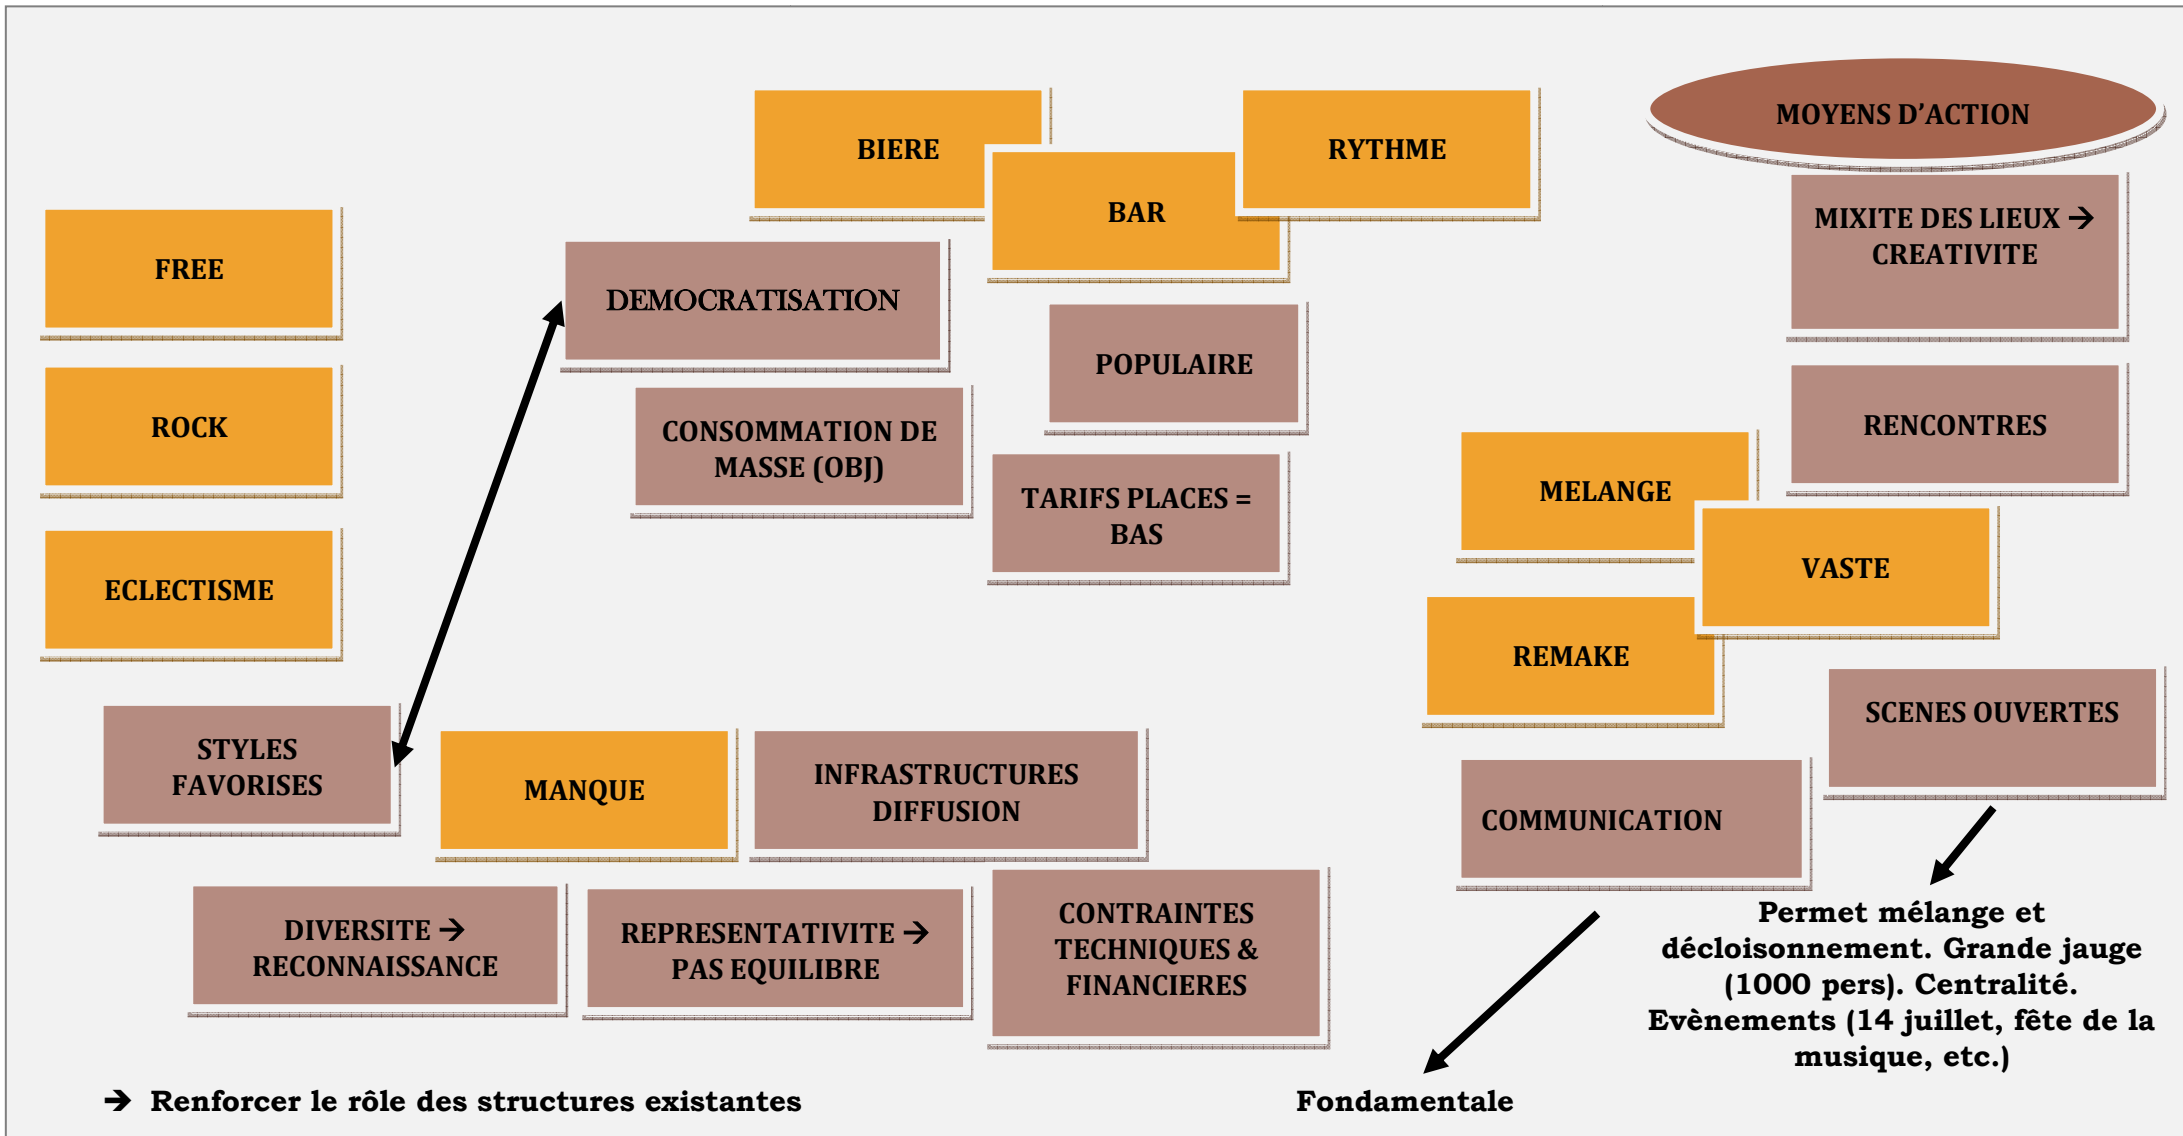 BIERE
BAR
RYTHME
MOYENS D’ACTION
MIXITE DES LIEUX →
CREATIVITE
FREE
DEMOCRATISATION
POPULAIRE
RENCONTRES
ROCK
CONSOMMATION DE
MASSE (OBJ)
TARIFS PLACES =
BAS
MELANGE
VASTE
REMAKE
ECLECTISME
SCENES OUVERTES
STYLES
FAVORISES
MANQUE
INFRASTRUCTURES
DIFFUSION
COMMUNICATION
DIVERSITE →
RECONNAISSANCE
REPRESENTATIVITE →
PAS EQUILIBRE
CONTRAINTES
TECHNIQUES &
FINANCIERES
Permet mélange et
décloisonnement. Grande jauge
(1000 pers). Centralité.
Evènements (14 juillet, fête de la
musique, etc.)
→ Renforcer le rôle des structures existantes
Fondamentale